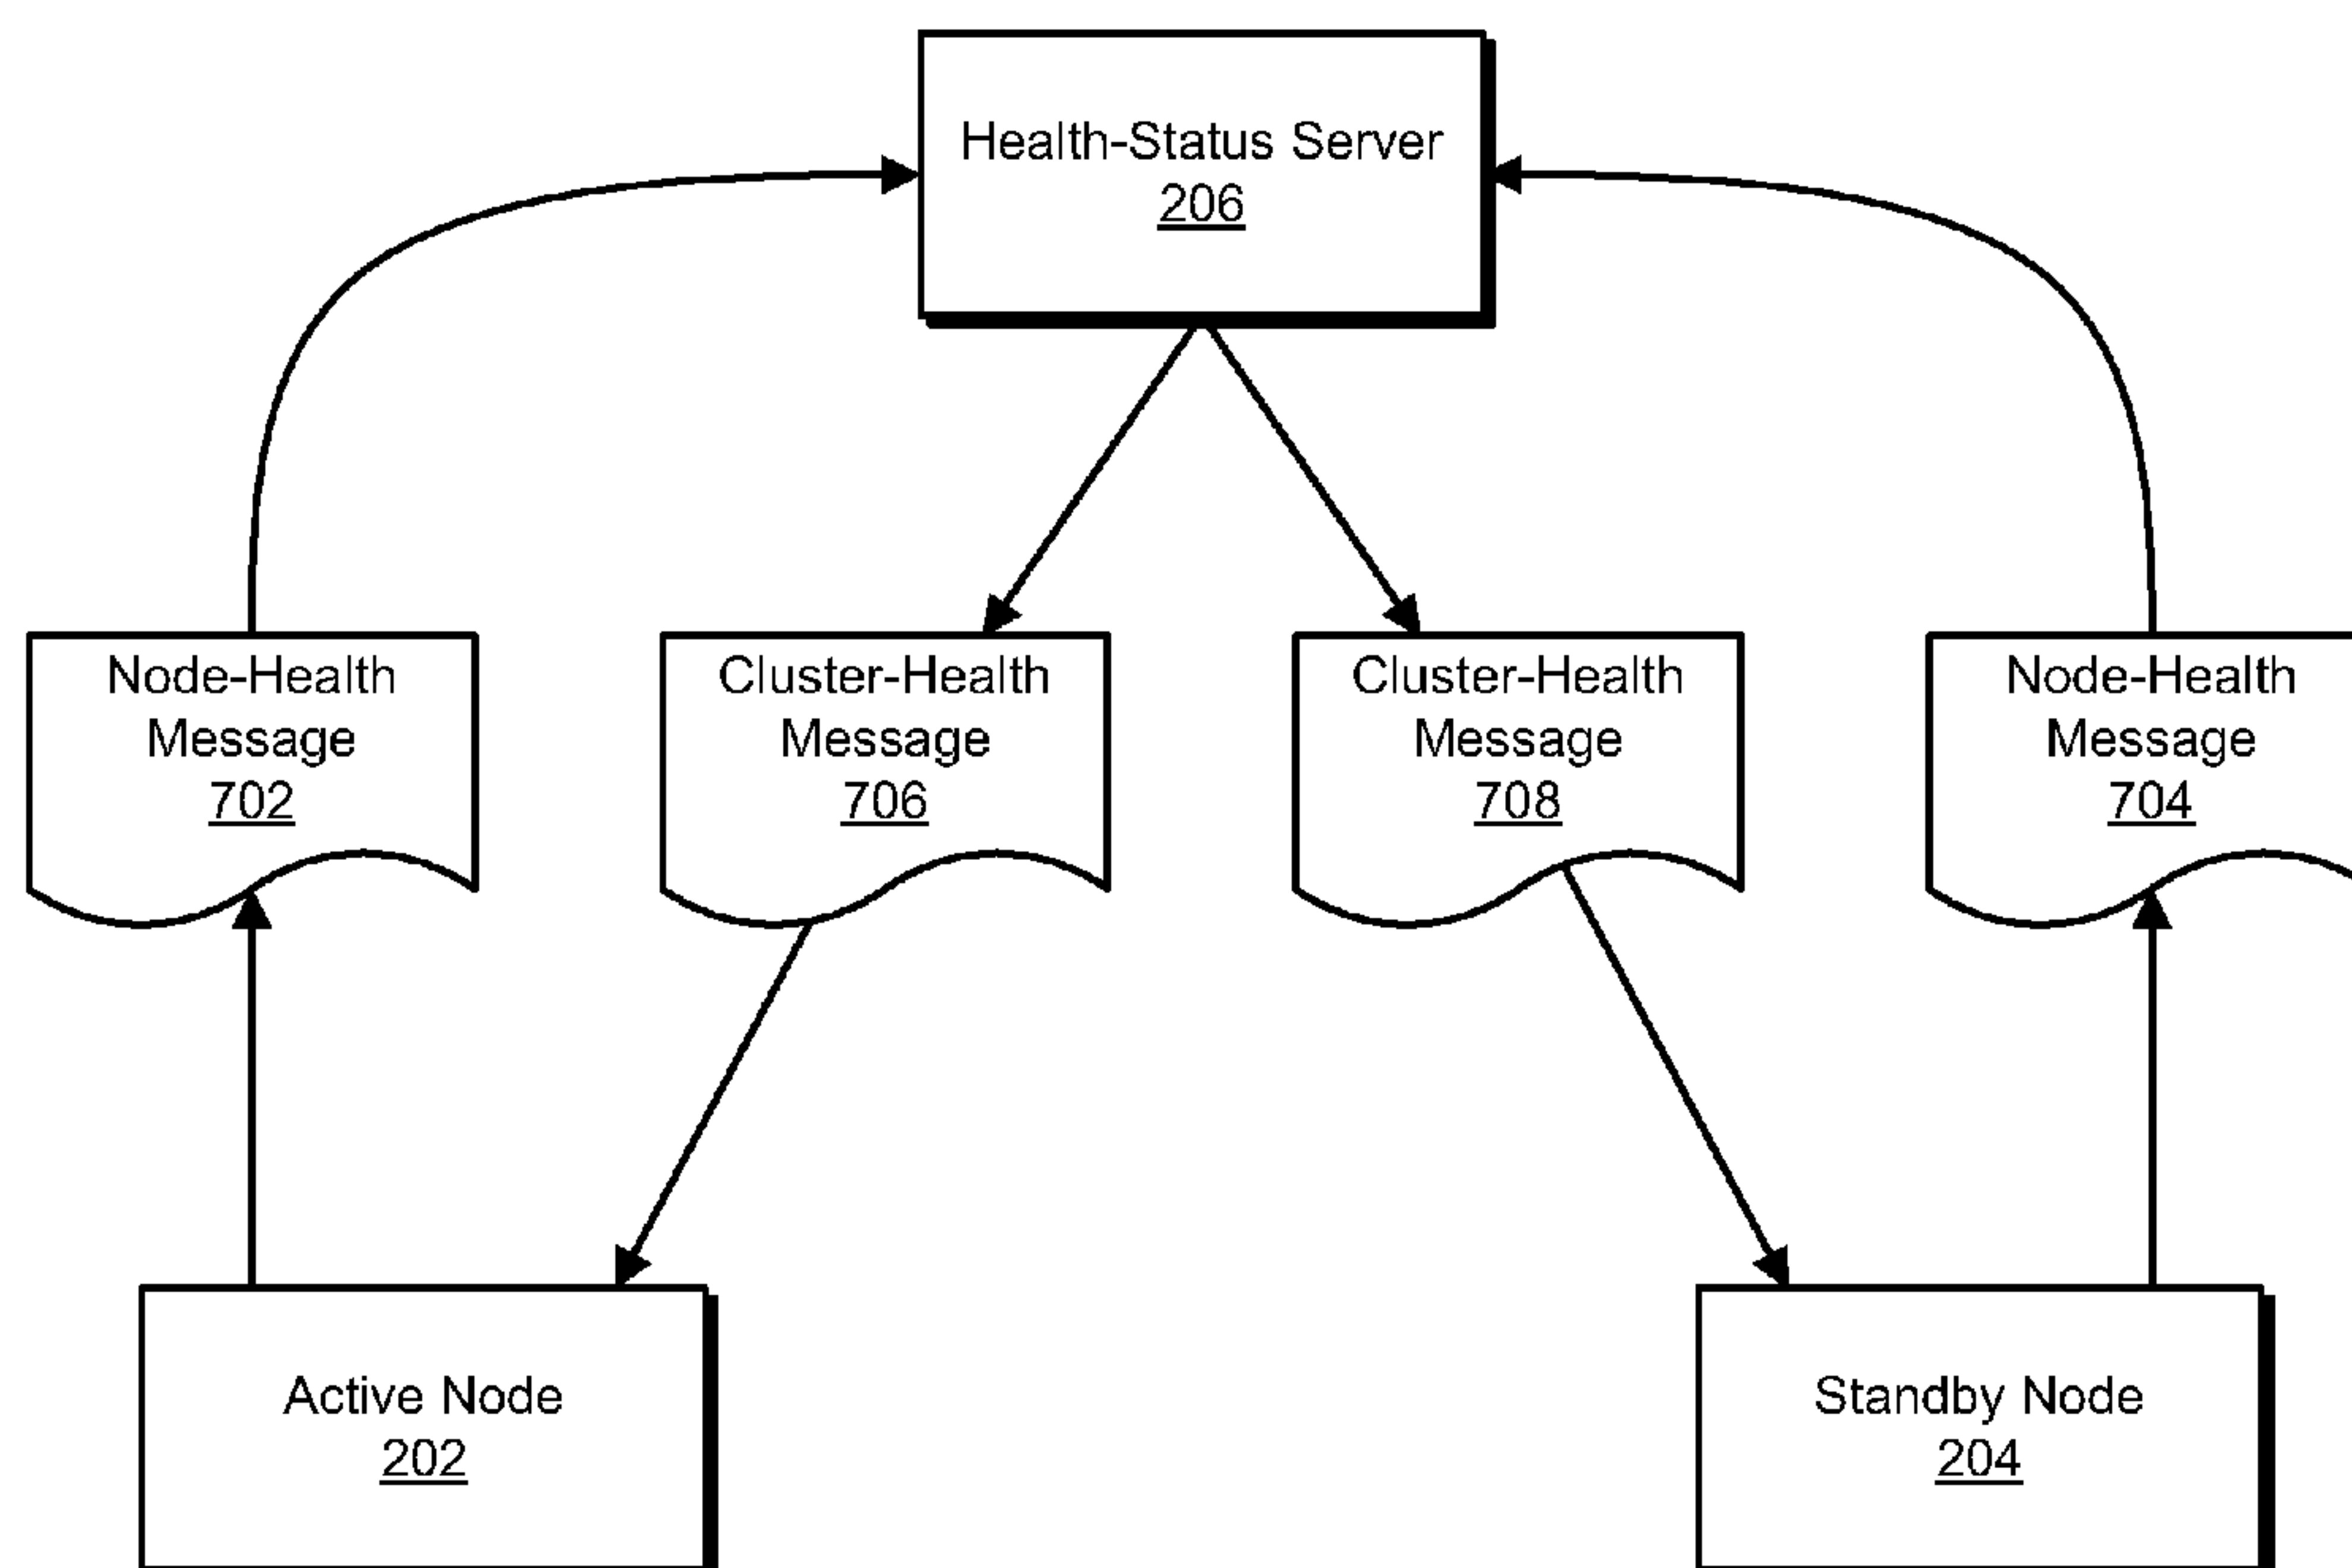 Health-Status Server
206
Node-Health
Message
702
Cluster-Health
Message
706
Cluster-Health
Message
708
Node-Health
Message
704
Active Node
202
Standby Node
204